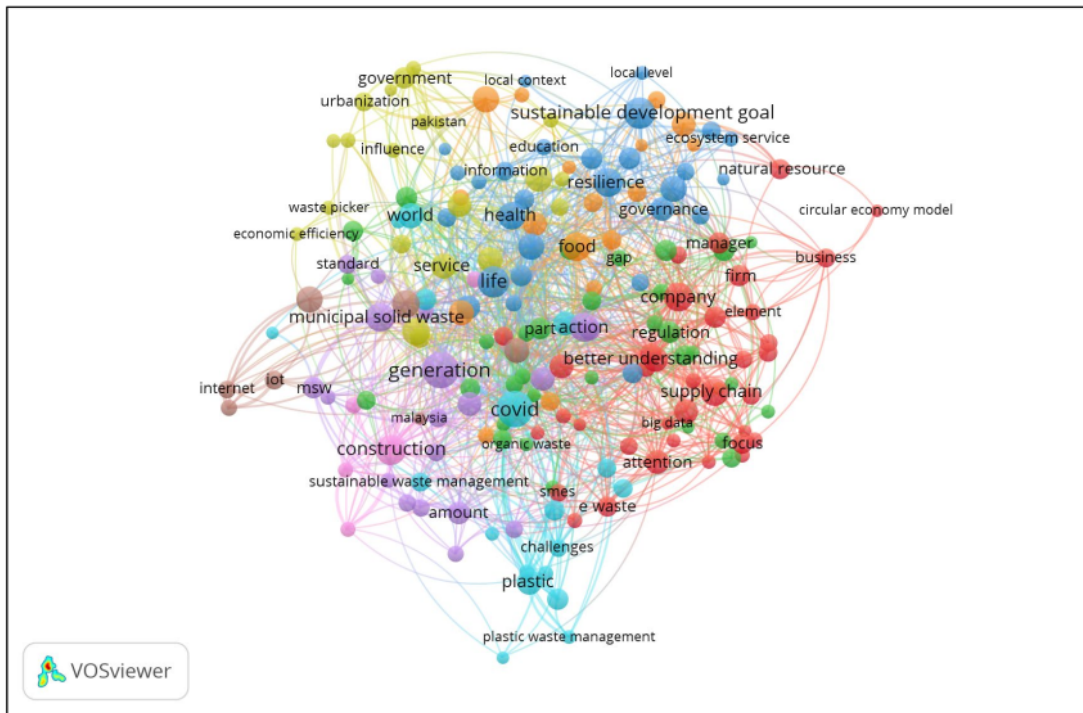 local level
local context
government
urbanization
sustainable development goal
pakistan
ecosystem service
education
influence
information
natural resource
resilience
waste picker
world
health
governance
circular economy model
economic efficiency
manager
food
gap
business
standard
service
firm
life
company
element
municipal solid waste
part
action
regulation
better understanding
generation
internet
iot
msw
supply chain
covid
malaysia
big data
construction
organic waste
focus
attention
sustainable waste management
smes
e waste
amount
challenges
plastic
plastic waste management
VOSviewer